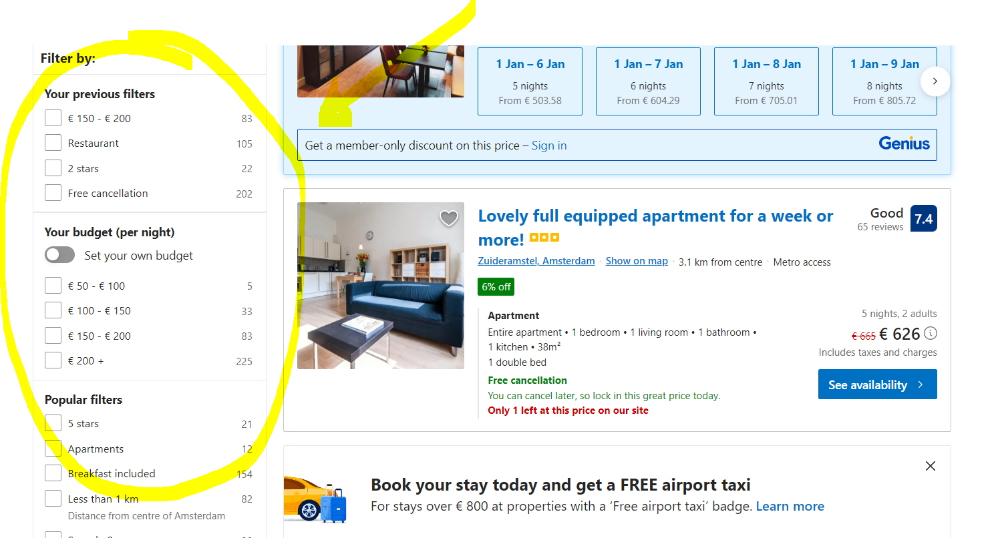 Filter by:
Your previous filters
€ 150 - € 200 83
Restaurant 105
2 stars 22
Free cancellation 202
Your budget (per night)
Set your own budget
€ 50 - € 100 5
€ 100 - € 150 33
€ 150 - € 200 83
€ 200 + 225
Popular filters
5 stars 21
Apartments 12
Breakfast included 154
Less than 1 km 82
Distance from centre of Amsterdam
1 Jan – 6 Jan
5 nights
From € 503.58
1 Jan – 7 Jan
6 nights
From € 604.29
1 Jan – 8 Jan
7 nights
From € 705.01
1 Jan – 9 Jan
8 nights
From € 805.72
Get a member-only discount on this price – Sign in
Genius
Lovely full equipped apartment for a week or
more!
Good
65 reviews
7.4
Zuideramstel, Amsterdam · Show on map · 3.1 km from centre · Metro access
6% off
Apartment
Entire apartment • 1 bedroom • 1 living room • 1 bathroom •
1 kitchen • 38m²
1 double bed
Free cancellation
You can cancel later, so lock in this great price today.
Only 1 left at this price on our site
5 nights, 2 adults
€ 665 € 626
Includes taxes and charges
See availability
Book your stay today and get a FREE airport taxi
For stays over € 800 at properties with a ‘Free airport taxi’ badge. Learn more